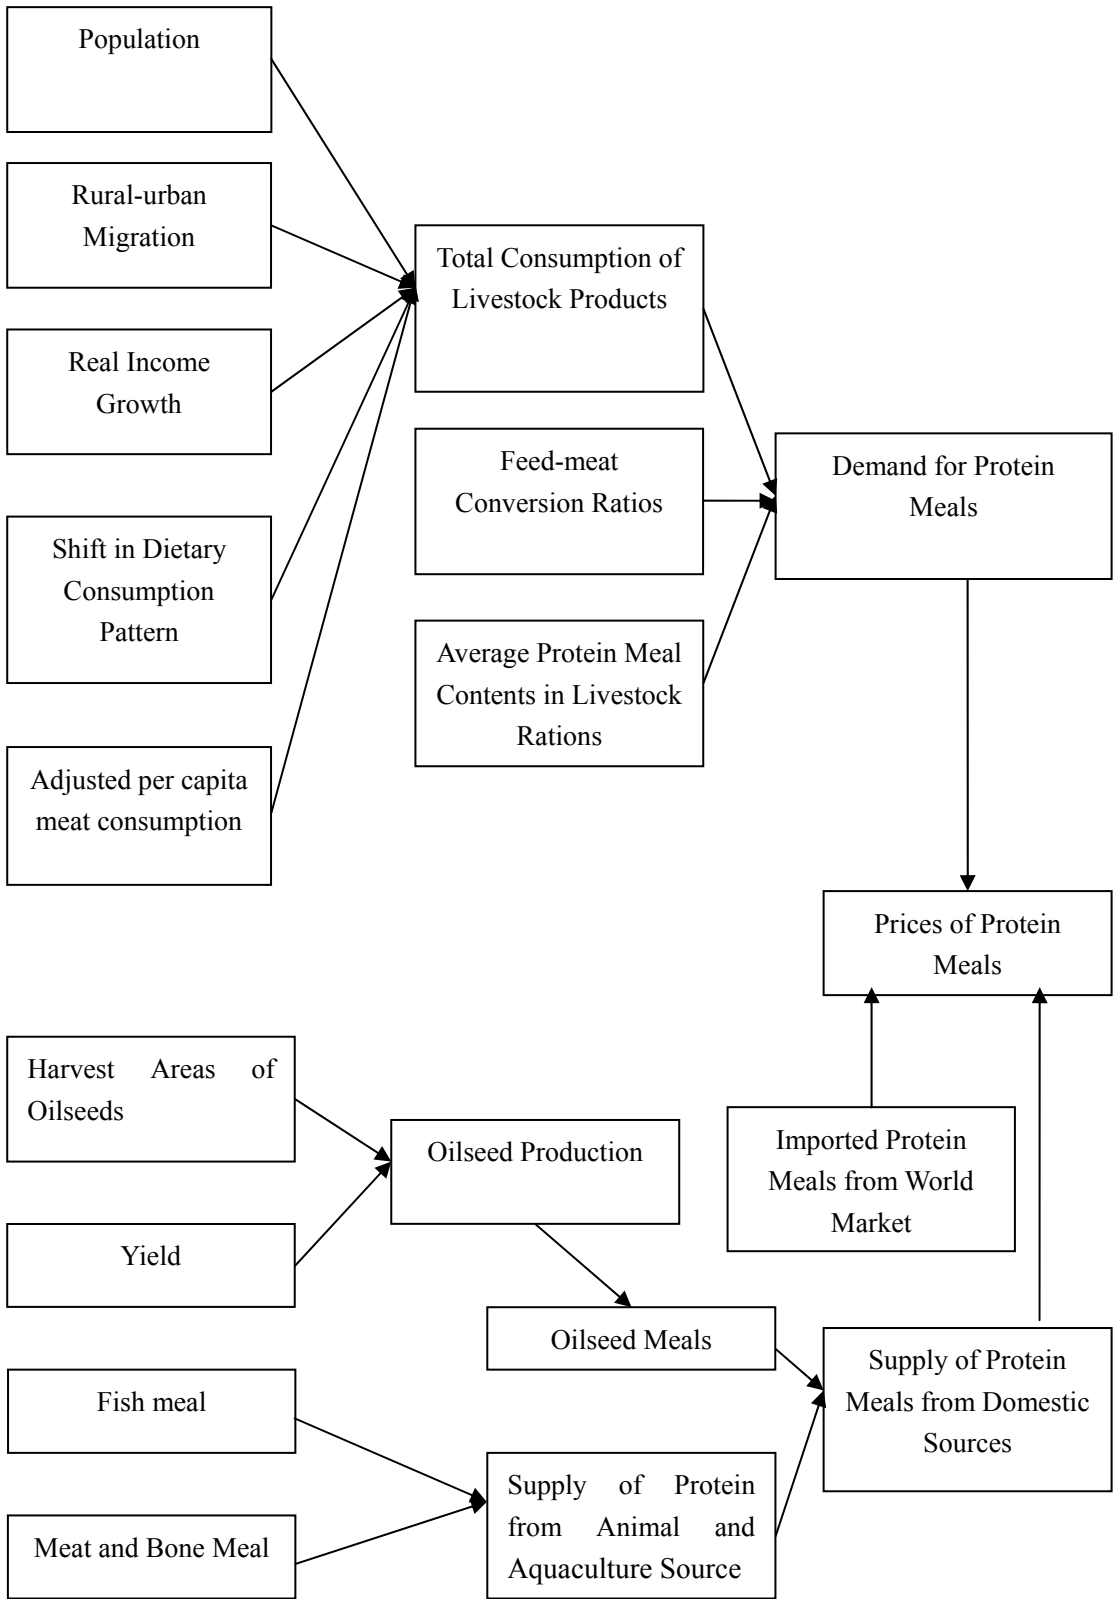 Population
Rural-urban
Migration
Real Income
Growth
Shift in Dietary
Consumption
Pattern
Adjusted per capita
meat consumption
Total Consumption of
Livestock Products
Feed-meat
Conversion Ratios
Average Protein Meal
Contents in Livestock
Rations
Demand for Protein
Meals
Prices of Protein
Meals
Harvest Areas of
Oilseeds
Yield
Oilseed Production
Imported Protein
Meals from World
Market
Oilseed Meals
Supply of Protein
Meals from Domestic
Sources
Fish meal
Meat and Bone Meal
Supply of Protein
from Animal and
Aquaculture Source